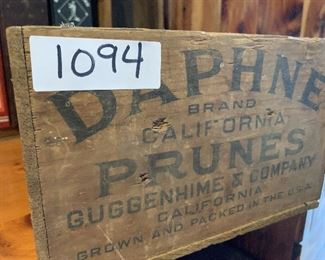 1094
DAPHNE
BRAND
CALIFORNIA
PRUNES
GUGGENHIME & COMPANY
CALIFORNIA
GROWN AND PACKED IN THE U.S.A.